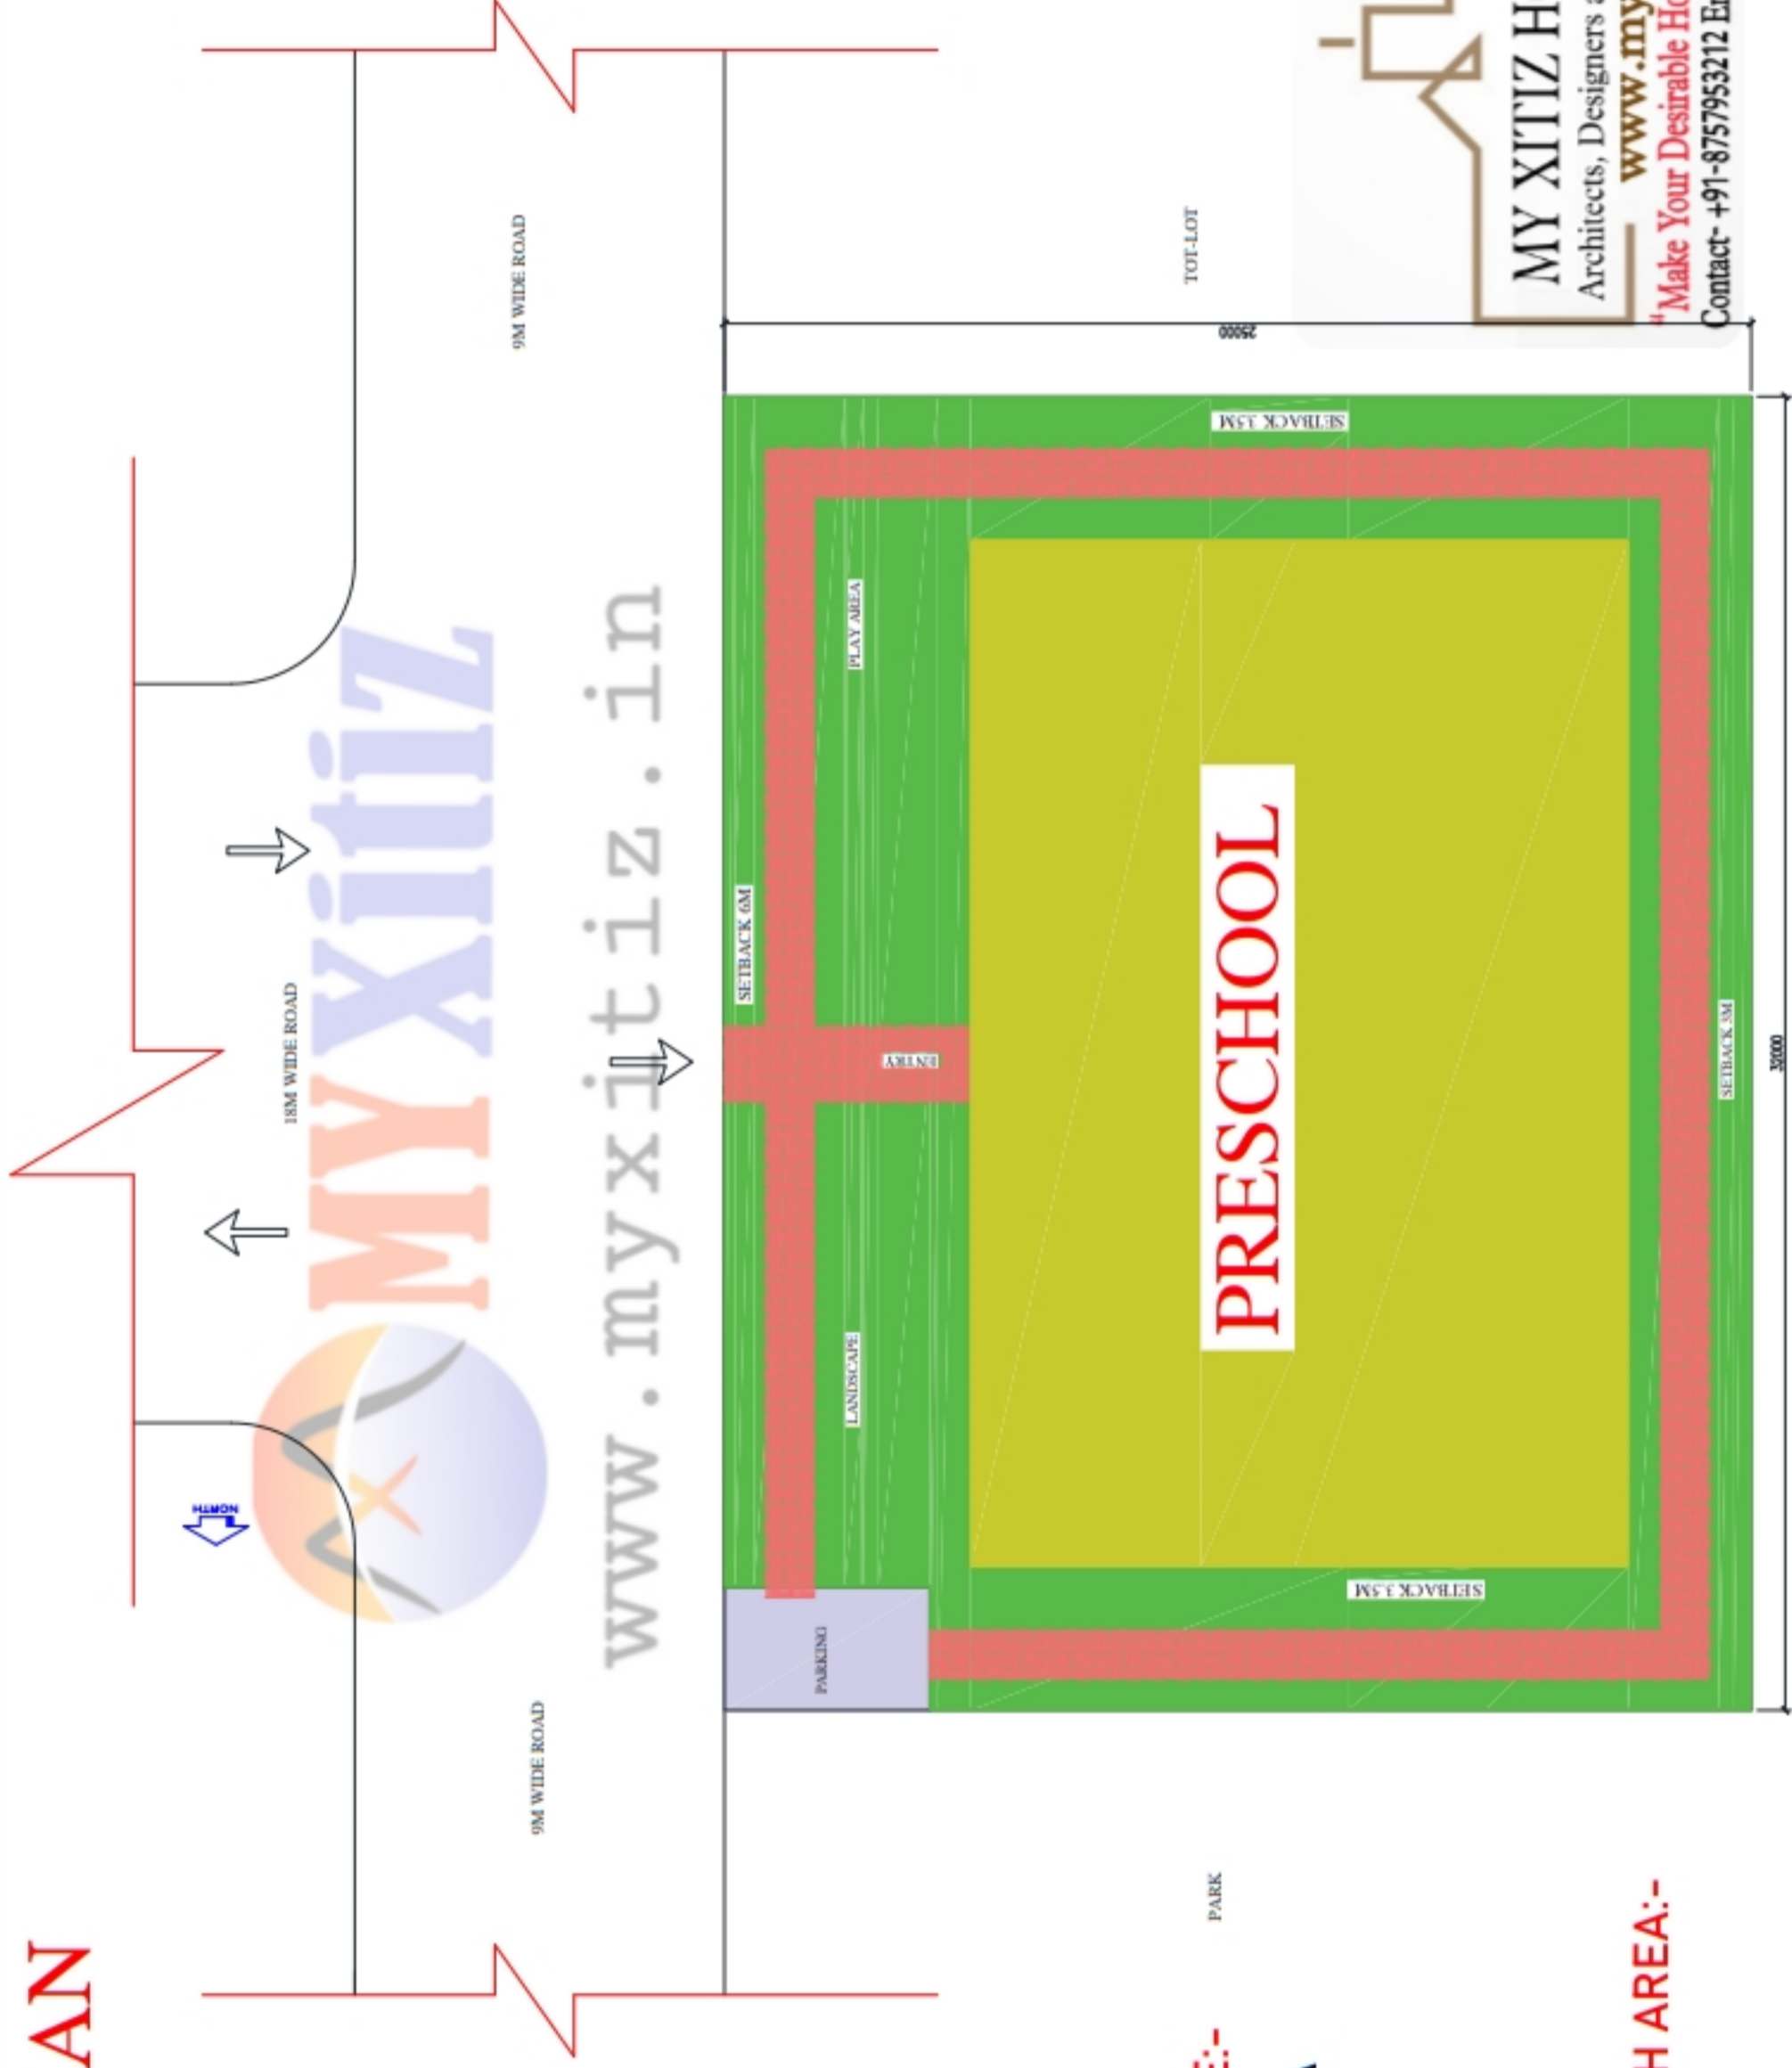 AN
NORTH
18M WIDE ROAD
MYXitiZ
www.myxitiz.in
9M WIDE ROAD
9M WIDE ROAD
SETBACK 6M
PARKING
LANDSCAPE
PLAY AREA
ENTRY
PRESCHOOL
SETBACK 3.5M
SETBACK 3.5M
SETBACK 3M
25000
32000
PARK
TOT-LOT
H AREA:-
MY XITIZ H
Architects, Designers a
www.my
"Make Your Desirable Ho
Contact- +91-8757953212 Er